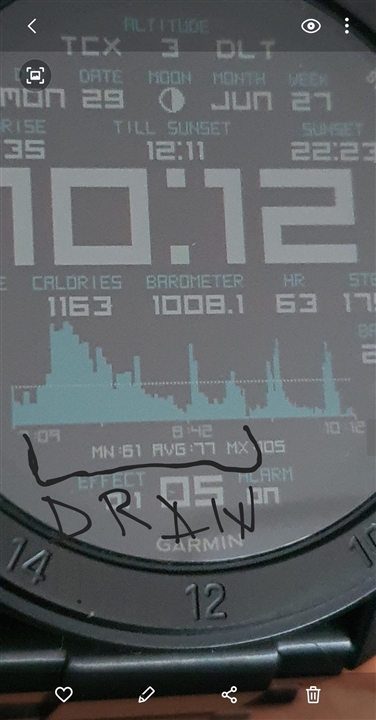 ALTITUDE
TCX 3 DLT
DATE MOON MONTH WEEK
MON 29 JUN 27
RISE TILL SUNSET SUNSET
35 12:11 22:23
10:12
CALORIES BAROMETER HR
1163 1008.1 63
:09 8:42 10:12
MN:61 AVG:77 MX:105
EFFECT ALARM
05 on
DRAW
GARMIN
14 12